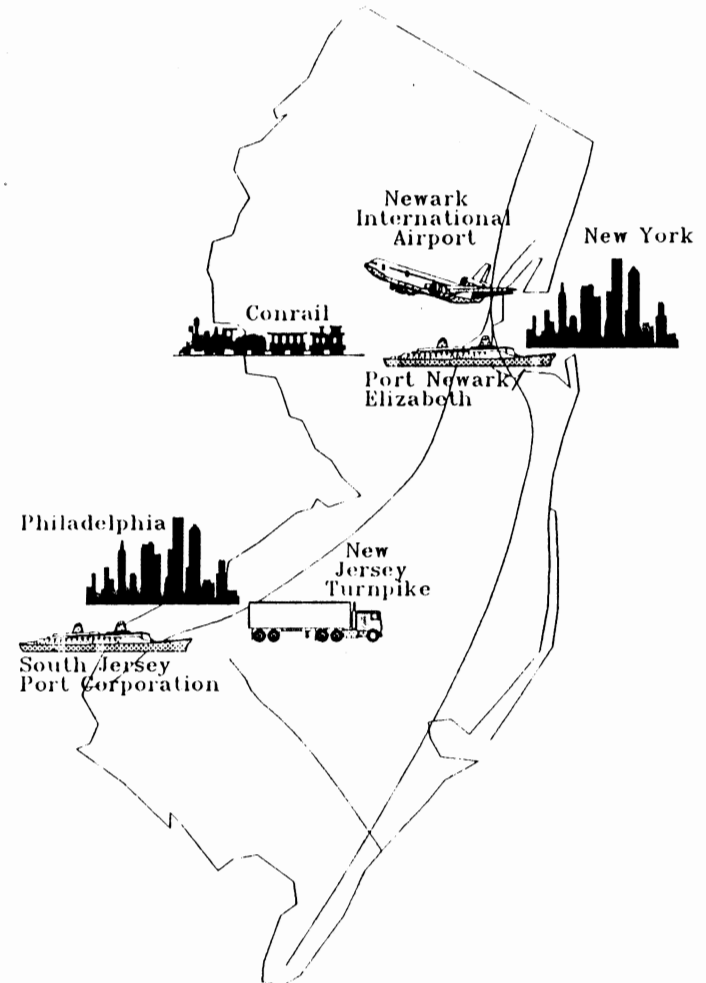 Newark
International
Airport
New York
Conrail
Port Newark
Elizabeth
Philadelphia
New
Jersey
Turnpike
South Jersey
Port Corporation